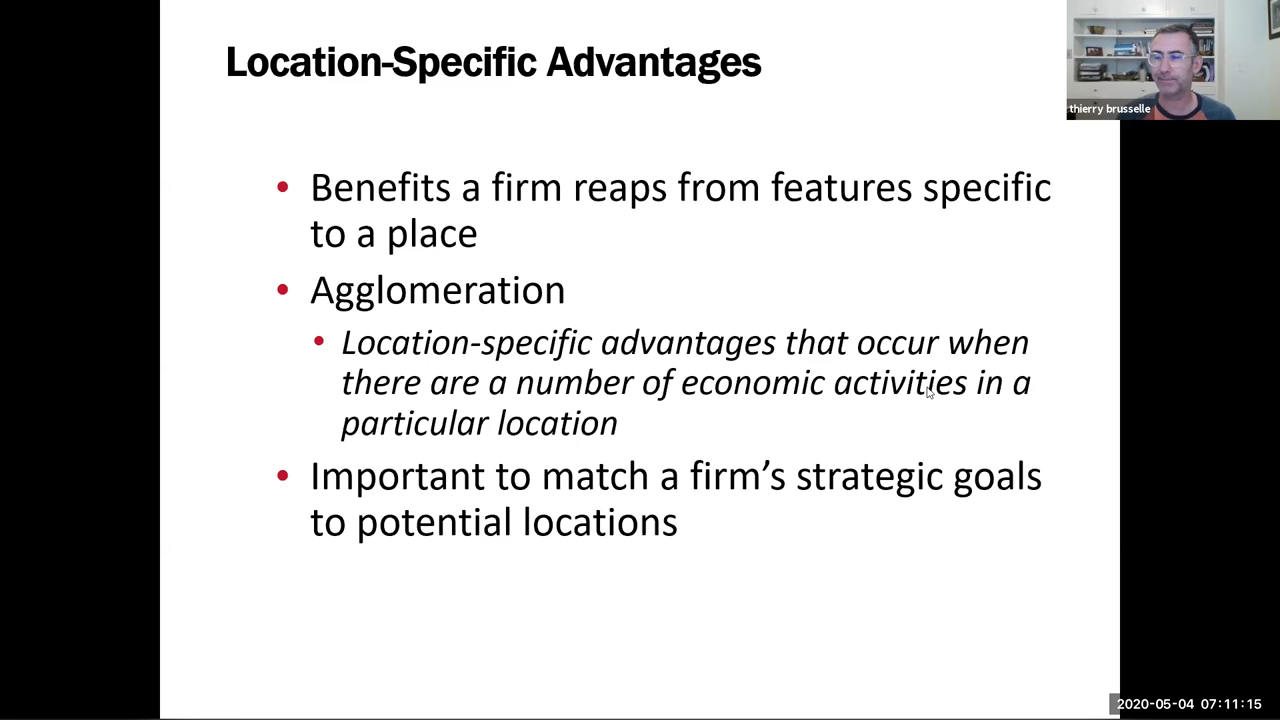 Location-Specific Advantages
thierry brusselle
• Benefits a firm reaps from features specific
to a place
• Agglomeration
• Location-specific advantages that occur when
there are a number of economic activities in a
particular location
• Important to match a firm’s strategic goals
to potential locations
2020-05-04 07:11:15